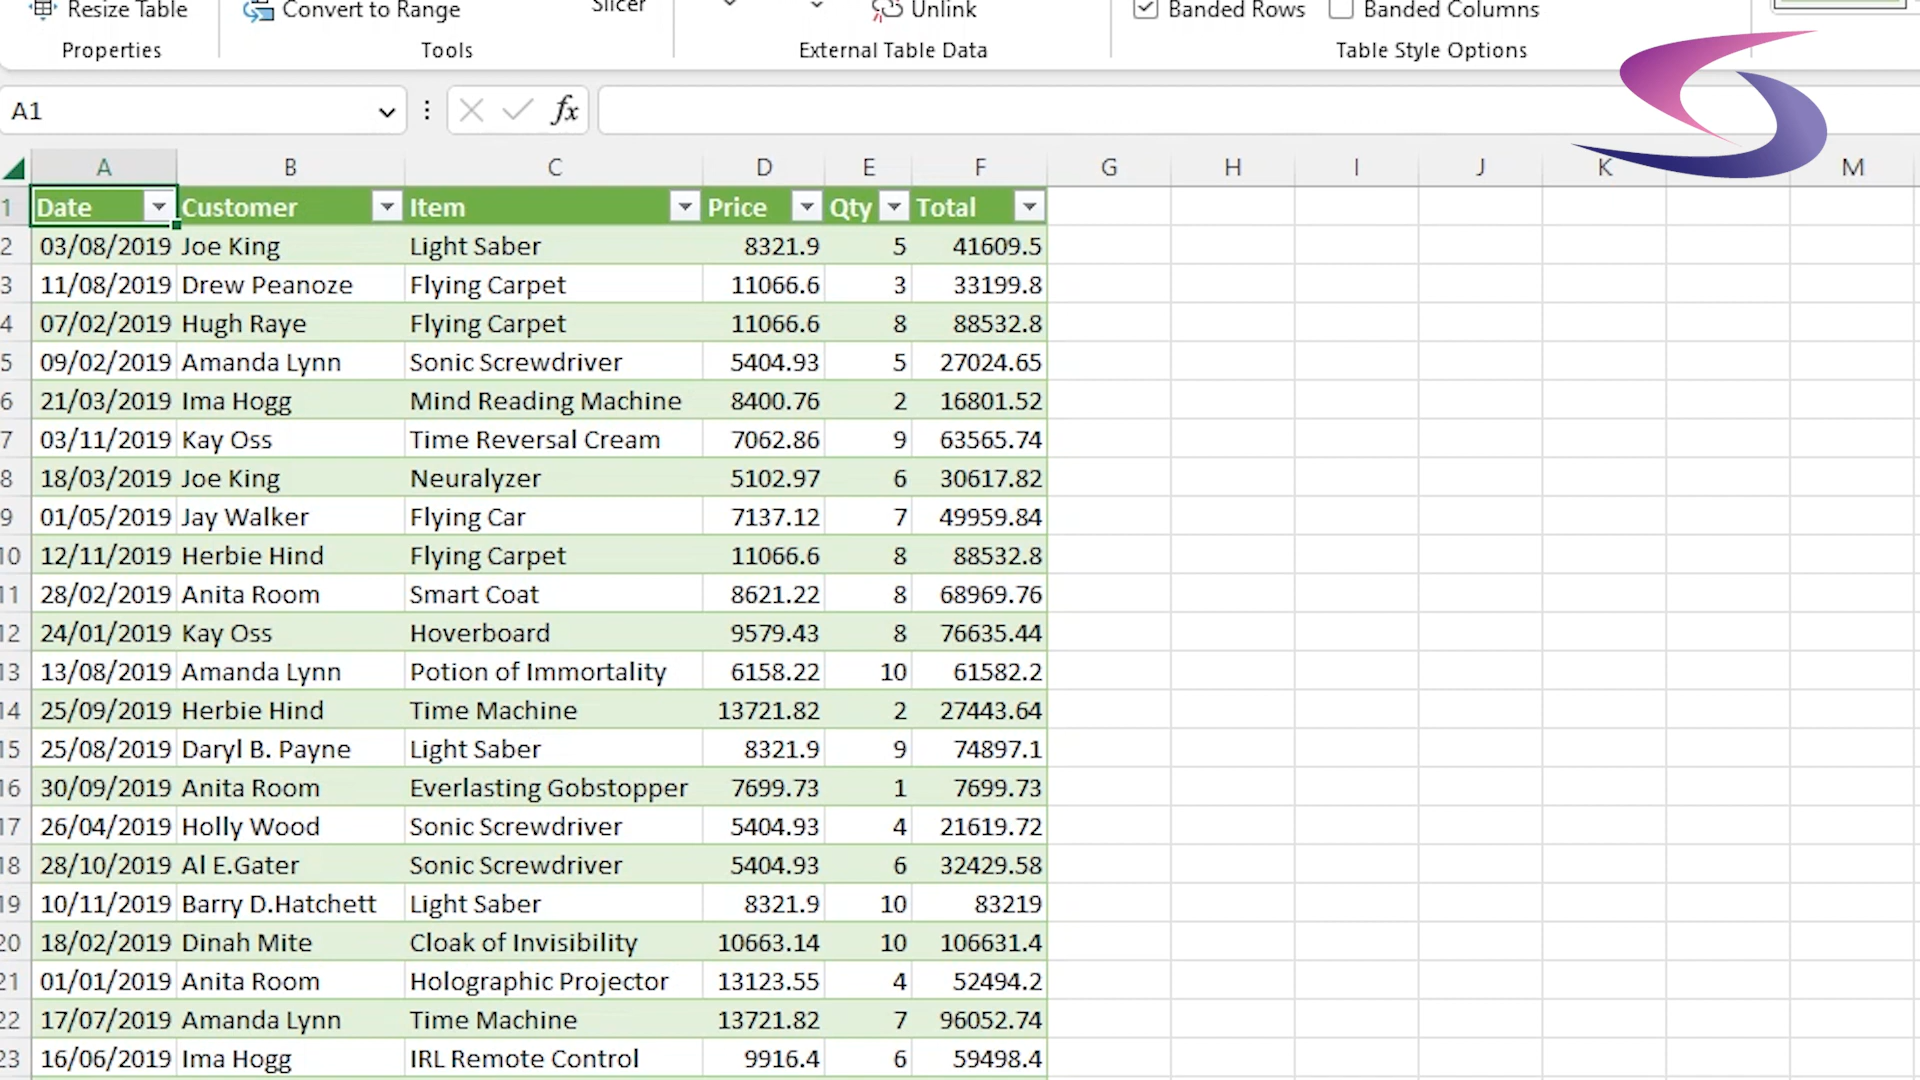 Resize Table Convert to Range Slicer Unlink Banded Rows Banded Columns
Properties Tools External Table Data Table Style Options
A1 fx
A B C D E F G H I J K M
1 Date Customer Item Price Qty Total
2 03/08/2019 Joe King Light Saber 8321.9 5 41609.5
3 11/08/2019 Drew Peanoze Flying Carpet 11066.6 3 33199.8
4 07/02/2019 Hugh Raye Flying Carpet 11066.6 8 88532.8
5 09/02/2019 Amanda Lynn Sonic Screwdriver 5404.93 5 27024.65
6 21/03/2019 Ima Hogg Mind Reading Machine 8400.76 2 16801.52
7 03/11/2019 Kay Oss Time Reversal Cream 7062.86 9 63565.74
8 18/03/2019 Joe King Neuralyzer 5102.97 6 30617.82
9 01/05/2019 Jay Walker Flying Car 7137.12 7 49959.84
10 12/11/2019 Herbie Hind Flying Carpet 11066.6 8 88532.8
11 28/02/2019 Anita Room Smart Coat 8621.22 8 68969.76
12 24/01/2019 Kay Oss Hoverboard 9579.43 8 76635.44
13 13/08/2019 Amanda Lynn Potion of Immortality 6158.22 10 61582.2
14 25/09/2019 Herbie Hind Time Machine 13721.82 2 27443.64
15 25/08/2019 Daryl B. Payne Light Saber 8321.9 9 74897.1
16 30/09/2019 Anita Room Everlasting Gobstopper 7699.73 1 7699.73
17 26/04/2019 Holly Wood Sonic Screwdriver 5404.93 4 21619.72
18 28/10/2019 Al E.Gater Sonic Screwdriver 5404.93 6 32429.58
19 10/11/2019 Barry D.Hatchett Light Saber 8321.9 10 83219
20 18/02/2019 Dinah Mite Cloak of Invisibility 10663.14 10 106631.4
21 01/01/2019 Anita Room Holographic Projector 13123.55 4 52494.2
22 17/07/2019 Amanda Lynn Time Machine 13721.82 7 96052.74
23 16/06/2019 Ima Hogg IRL Remote Control 9916.4 6 59498.4